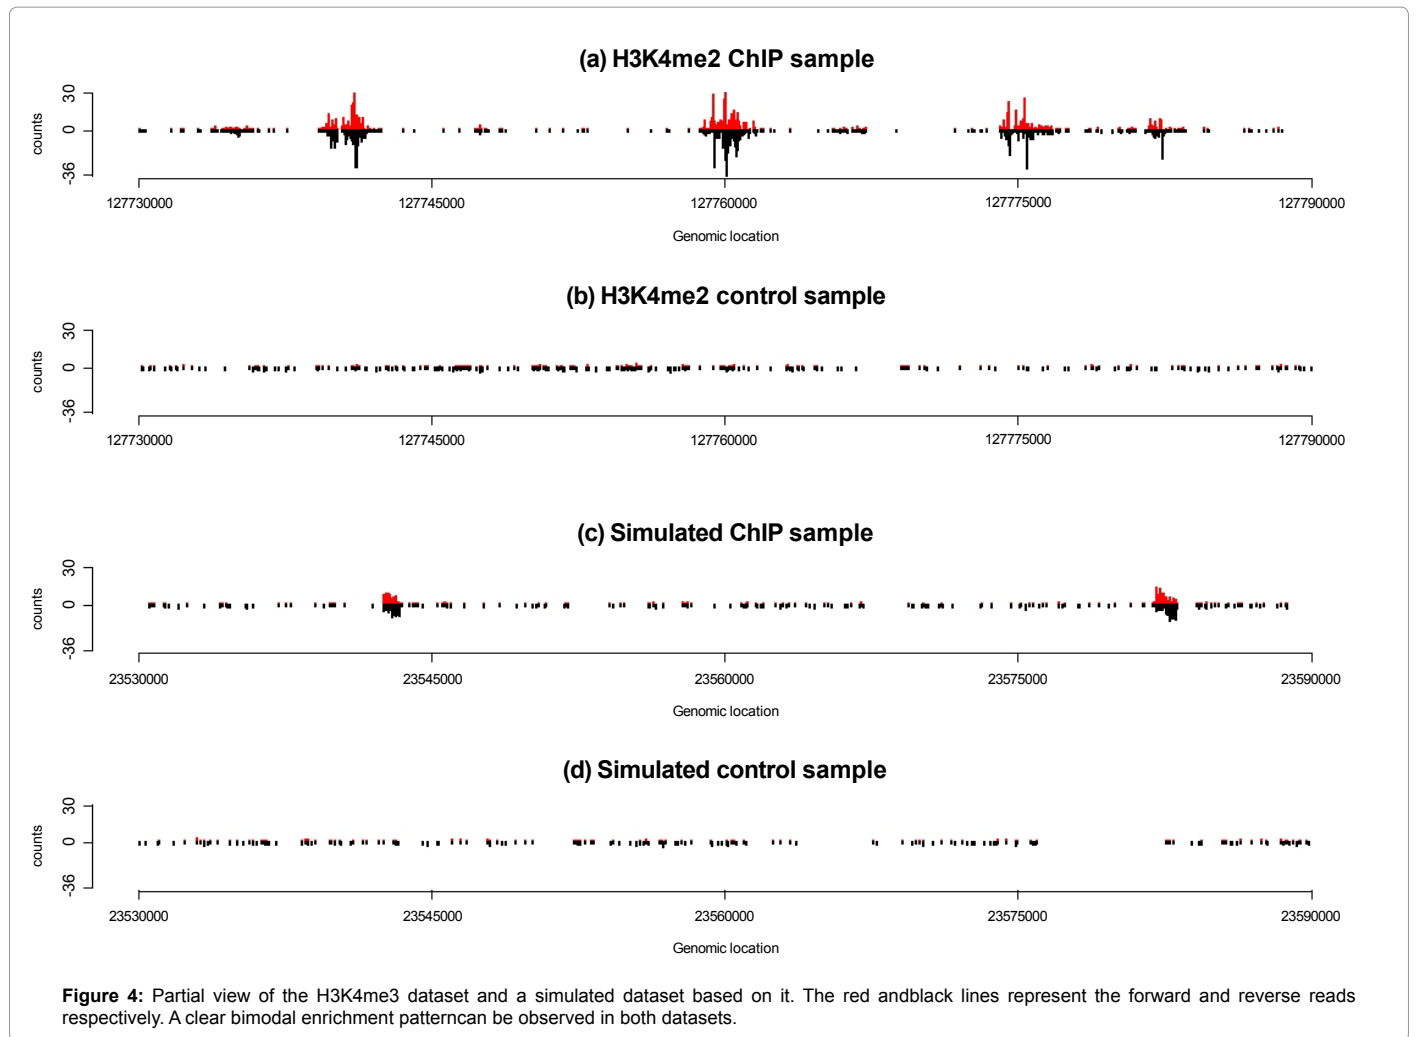 (a) H3K4me2 ChIP sample
30
0
-36
counts
127730000 127745000 127760000 127775000 127790000
Genomic location
(b) H3K4me2 control sample
30
0
-36
counts
127730000 127745000 127760000 127775000 127790000
(c) Simulated ChIP sample
30
0
-36
counts
23530000 23545000 23560000 23575000 23590000
Genomic location
(d) Simulated control sample
30
0
-36
counts
23530000 23545000 23560000 23575000 23590000
Genomic location
Figure 4: Partial view of the H3K4me3 dataset and a simulated dataset based on it. The red andblack lines represent the forward and reverse reads
respectively. A clear bimodal enrichment patterncan be observed in both datasets.